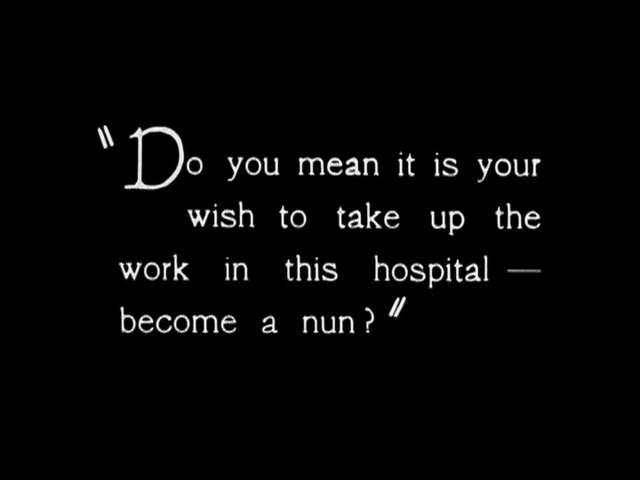 "Do you mean it is your
wish to take up the
work in this hospital —
become a nun?"